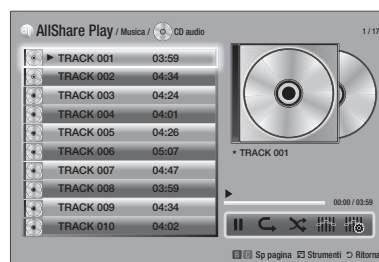 AllShare Play / Musica / CD audio 1 / 17
TRACK 001 03:59
TRACK 002 04:34
TRACK 003 04:24
TRACK 004 04:01
TRACK 005 04:26
TRACK 006 05:07
TRACK 007 04:47
TRACK 008 03:59
TRACK 009 04:34
TRACK 010 04:02
* TRACK 001
00:00 / 03:59
B C Sp pagina Strumenti Ritorna